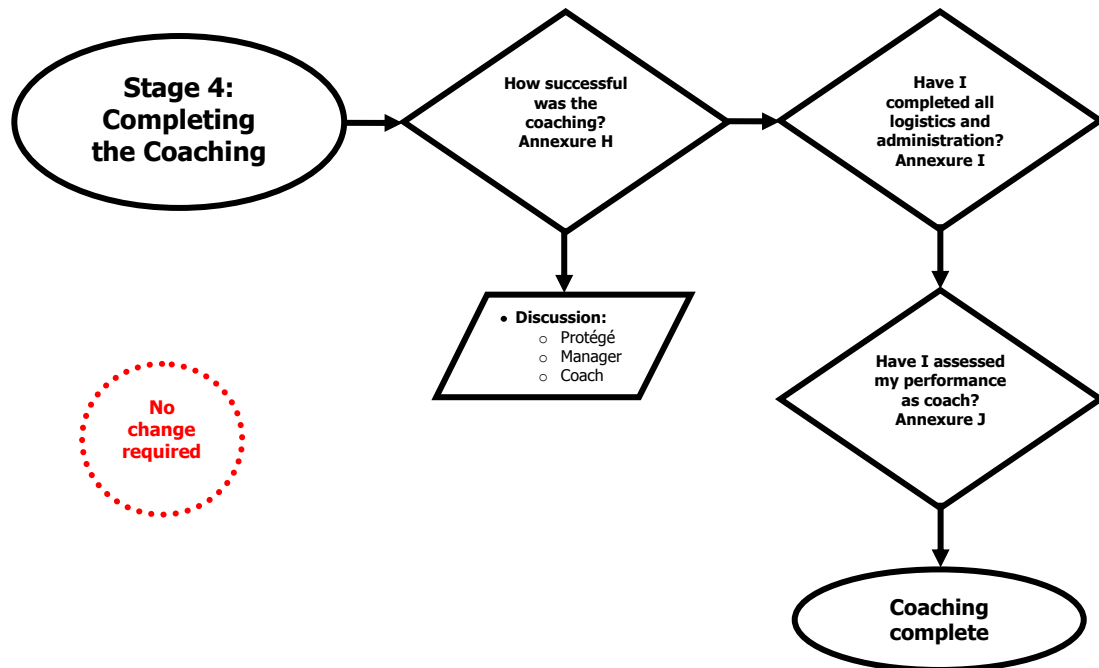 Stage 4:
Completing
the Coaching
How successful
was the
coaching?
Annexure H
Have I
completed all
logistics and
administration?
Annexure I
• Discussion:
o Protégé
o Manager
o Coach
Have I assessed
my performance
as coach?
Annexure J
No
change
required
Coaching
complete